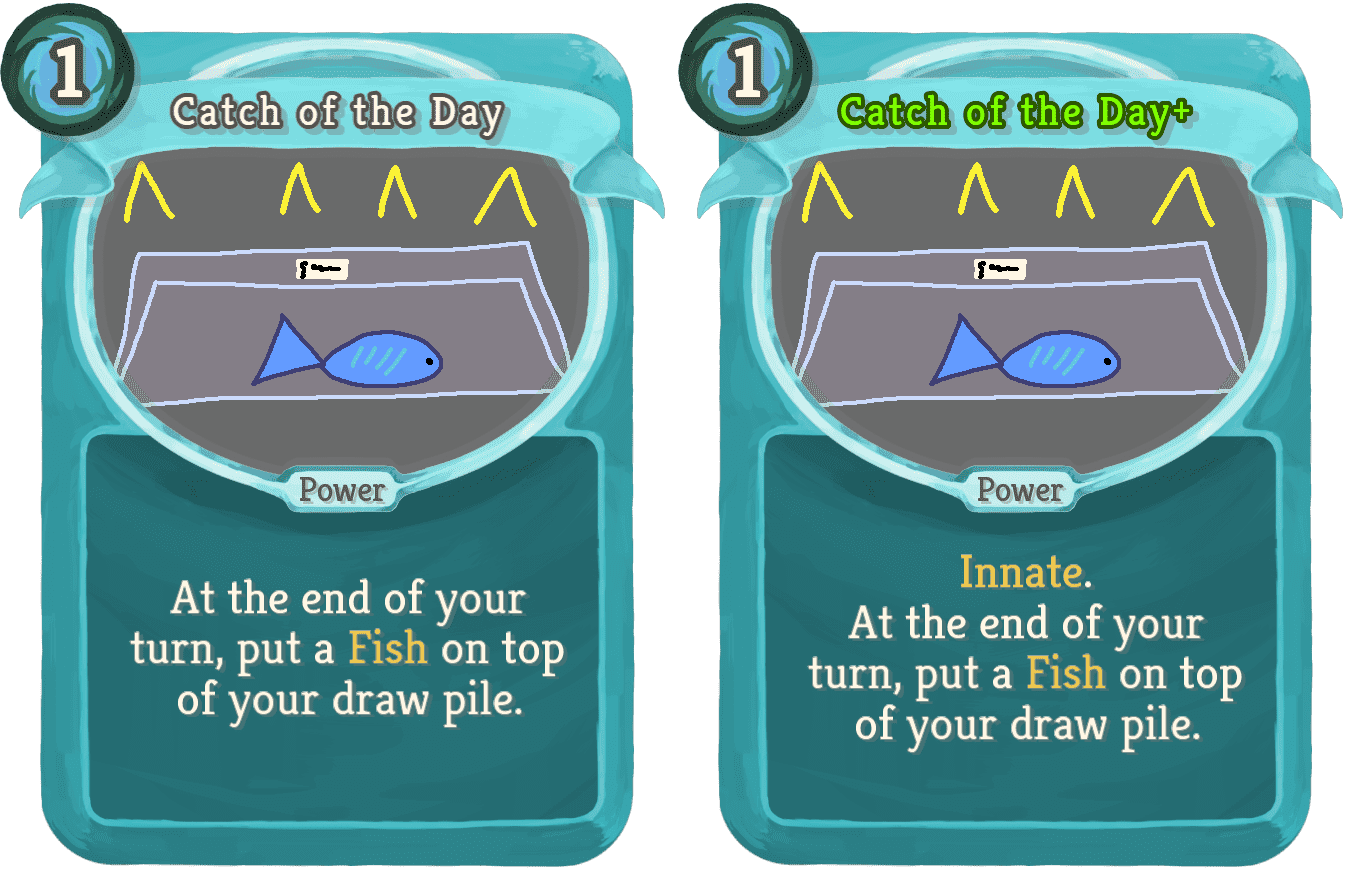 1
Catch of the Day
Power
At the end of your
turn, put a Fish on top
of your draw pile.
1
Catch of the Day+
Power
Innate.
At the end of your
turn, put a Fish on top
of your draw pile.